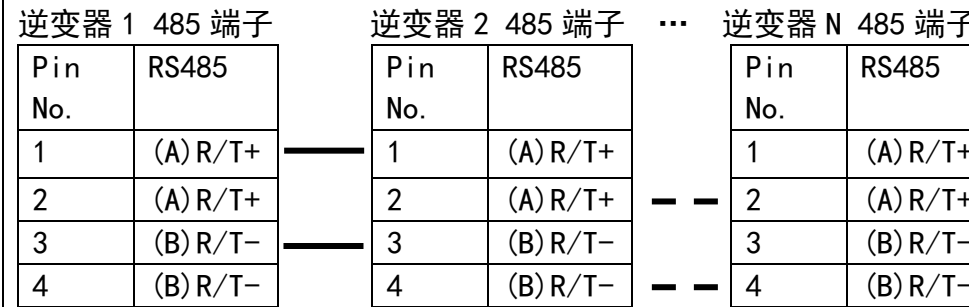 逆变器 1 485 端子 逆变器 2 485 端子 … 逆变器 N 485 端子
Pin No. RS485 Pin No. RS485 Pin No. RS485
1 (A)R/T+ 1 (A)R/T+ 1 (A)R/T+
2 (A)R/T+ 2 (A)R/T+ 2 (A)R/T+
3 (B)R/T- 3 (B)R/T- 3 (B)R/T-
4 (B)R/T- 4 (B)R/T- 4 (B)R/T-